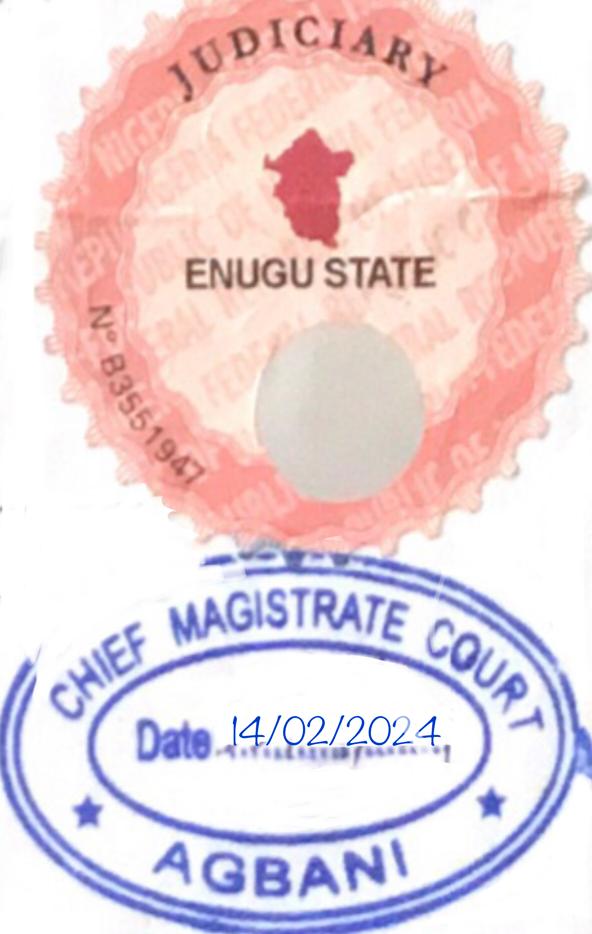 JUDICIARY
ENUGU STATE
Nº B3551947
CHIEF MAGISTRATE COURT
Date 14/02/2024
AGBANI